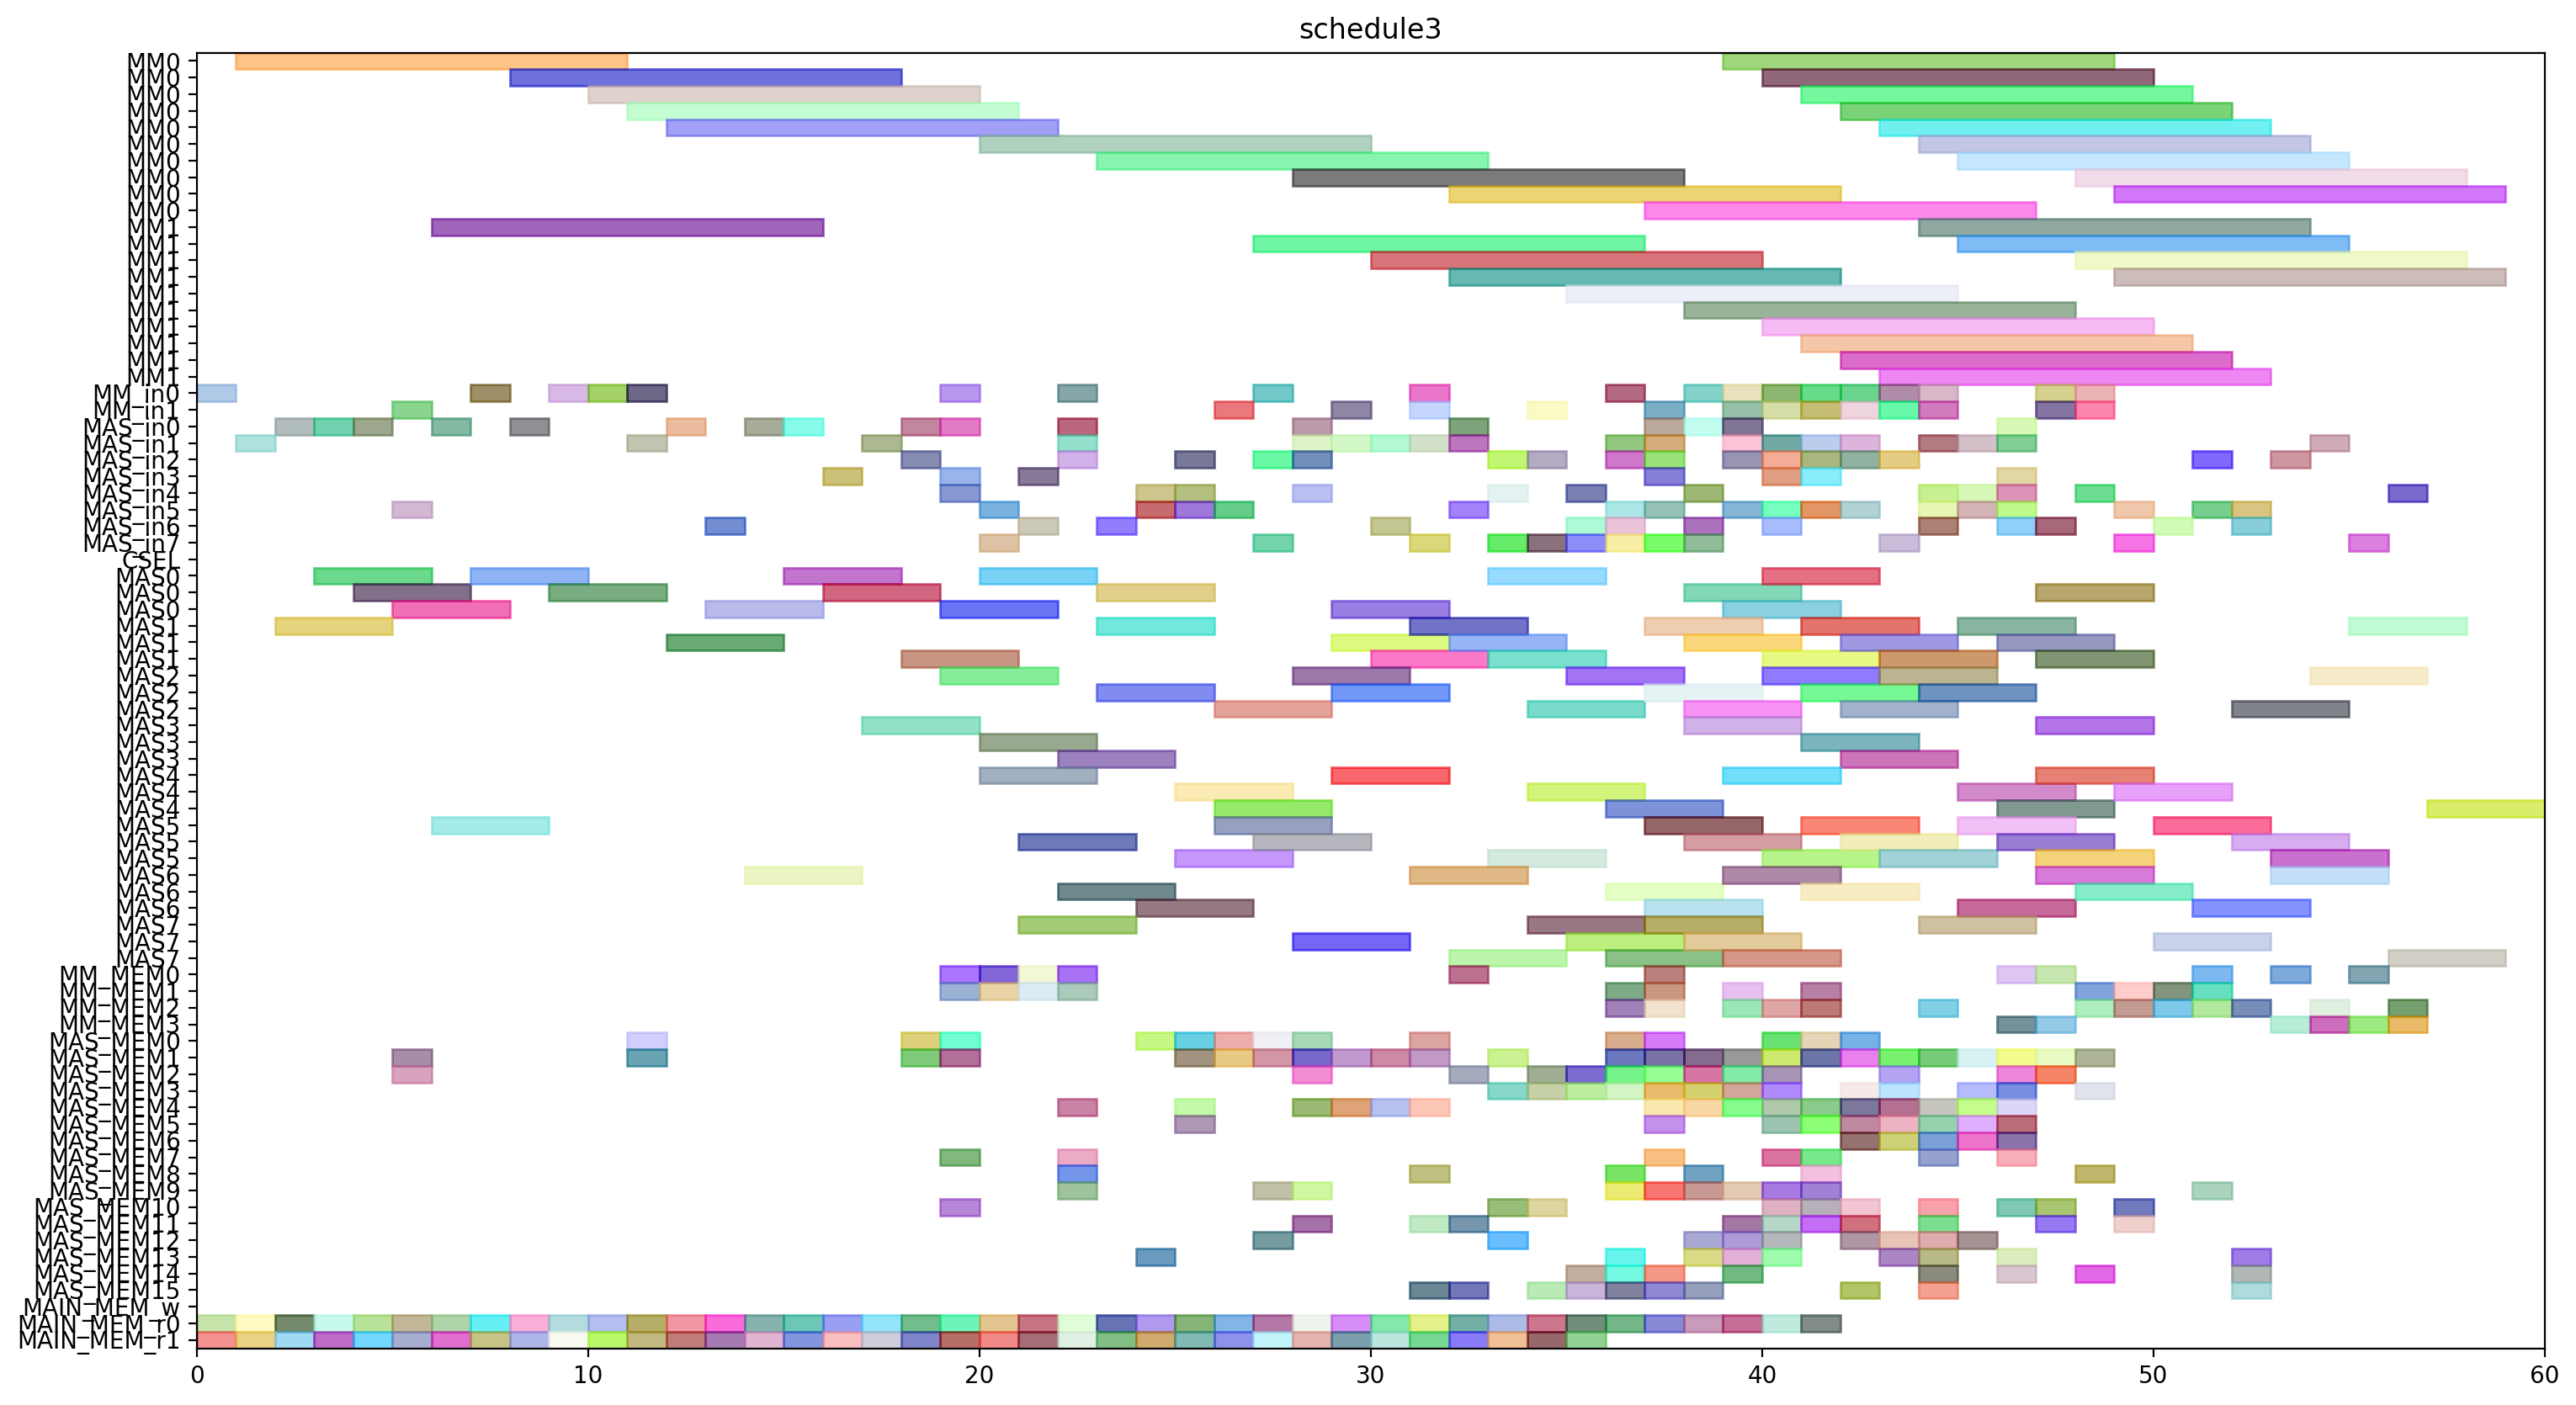 schedule3
MM0
MM0
MM0
MM0
MM0
MM0
MM0
MM0
MM0
MM0
MM1
MM1
MM1
MM1
MM1
MM1
MM1
MM1
MM1
MM1
MM_in0
MM_in1
MAS_in0
MAS_in1
MAS_in2
MAS_in3
MAS_in4
MAS_in5
MAS_in6
MAS_in7
CSEL
MAS0
MAS0
MAS0
MAS1
MAS1
MAS1
MAS2
MAS2
MAS2
MAS3
MAS3
MAS3
MAS4
MAS4
MAS4
MAS5
MAS5
MAS5
MAS6
MAS6
MAS6
MAS7
MAS7
MAS7
MM_MEM0
MM_MEM1
MM_MEM2
MM_MEM3
MAS_MEM0
MAS_MEM1
MAS_MEM2
MAS_MEM3
MAS_MEM4
MAS_MEM5
MAS_MEM6
MAS_MEM7
MAS_MEM8
MAS_MEM9
MAS_MEM10
MAS_MEM11
MAS_MEM12
MAS_MEM13
MAS_MEM14
MAS_MEM15
MAIN_MEM_w
MAIN_MEM_r0
MAIN_MEM_r1
0 10 20 30 40 50 60